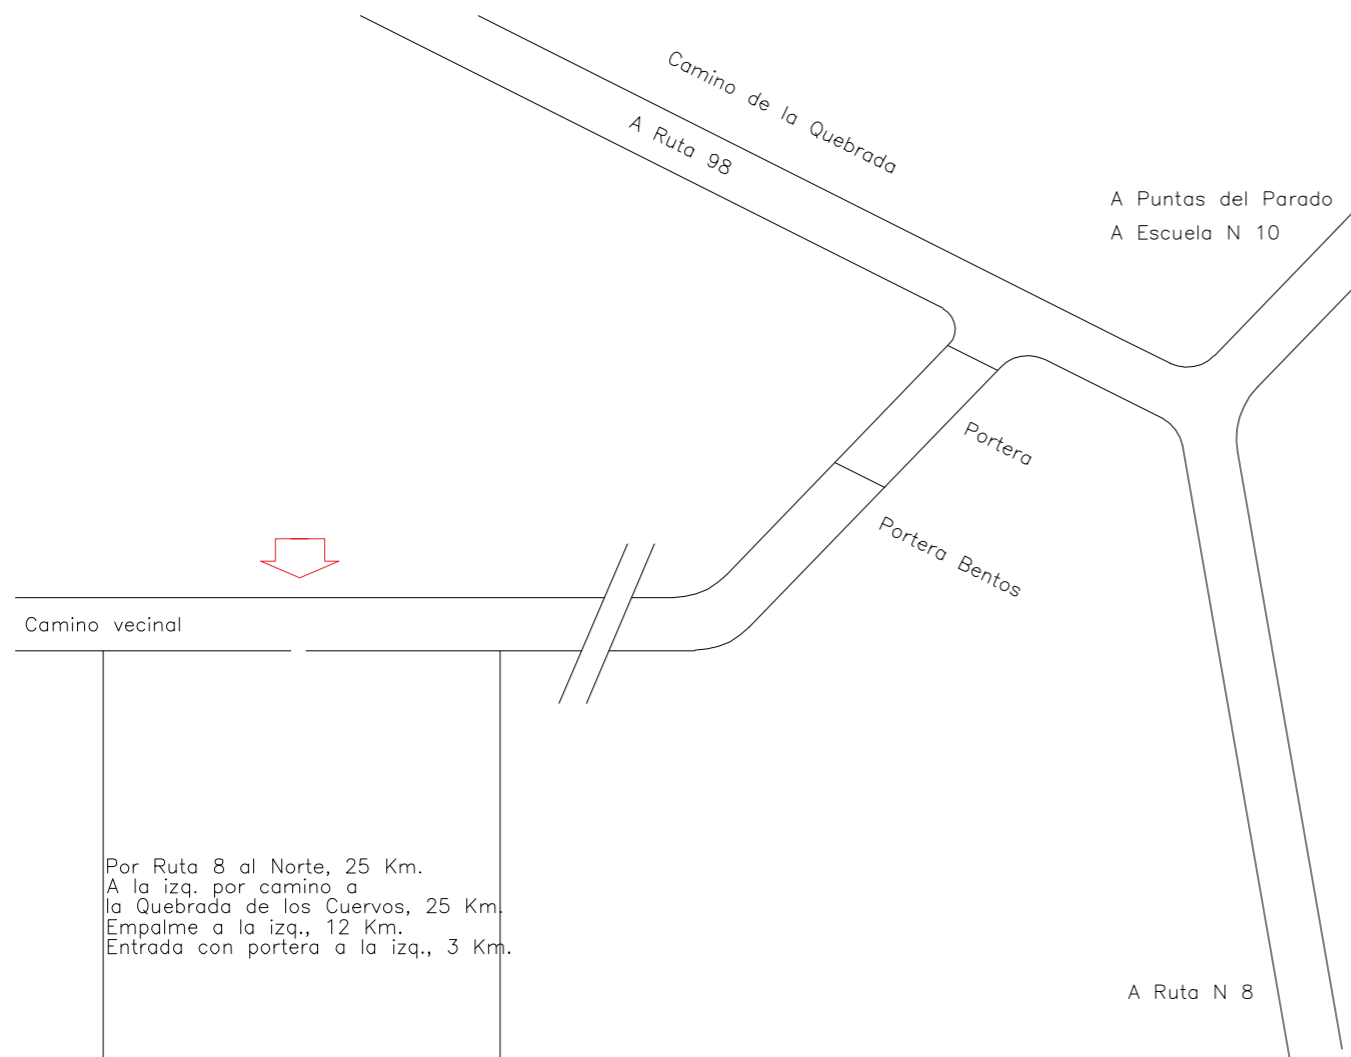 Camino de la Quebrada
A Ruta 98
A Puntas del Parado
A Escuela N 10
Portera
Portera Bentos
Camino vecinal
Por Ruta 8 al Norte, 25 Km.
A la izq. por camino a
la Quebrada de los Cuervos, 25 Km.
Empalme a la izq., 12 Km.
Entrada con portera a la izq., 3 Km.
A Ruta N 8